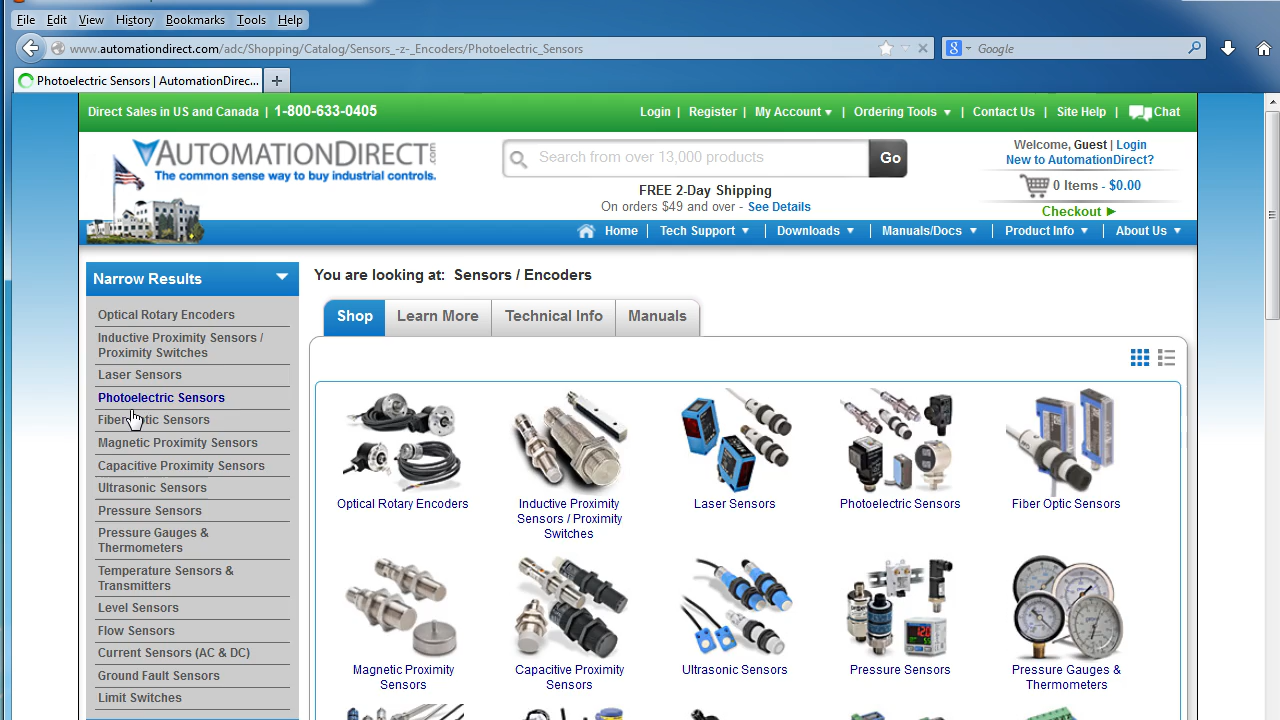 File Edit View History Bookmarks Tools Help
www.automationdirect.com/adc/Shopping/Catalog/Sensors_-z-_Encoders/Photoelectric_Sensors
Google
Photoelectric Sensors | AutomationDirec...
Direct Sales in US and Canada | 1-800-633-0405
Login | Register | My Account | Ordering Tools | Contact Us | Site Help | Chat
AUTOMATIONDIRECT.com
The common sense way to buy industrial controls.
Search from over 13,000 products
Go
FREE 2-Day Shipping
On orders $49 and over - See Details
Welcome, Guest | Login
New to AutomationDirect?
0 Items - $0.00
Checkout
Home | Tech Support | Downloads | Manuals/Docs | Product Info | About Us
Narrow Results
Optical Rotary Encoders
Inductive Proximity Sensors /
Proximity Switches
Laser Sensors
Photoelectric Sensors
Fiber Optic Sensors
Magnetic Proximity Sensors
Capacitive Proximity Sensors
Ultrasonic Sensors
Pressure Sensors
Pressure Gauges &
Thermometers
Temperature Sensors &
Transmitters
Level Sensors
Flow Sensors
Current Sensors (AC & DC)
Ground Fault Sensors
Limit Switches
You are looking at: Sensors / Encoders
Shop
Learn More
Technical Info
Manuals
Optical Rotary Encoders
Inductive Proximity
Sensors / Proximity
Switches
Laser Sensors
Photoelectric Sensors
Fiber Optic Sensors
Magnetic Proximity
Sensors
Capacitive Proximity
Sensors
Ultrasonic Sensors
Pressure Sensors
Pressure Gauges &
Thermometers